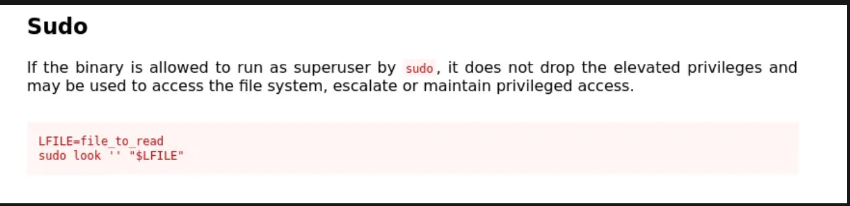 Sudo
If the binary is allowed to run as superuser by sudo, it does not drop the elevated privileges and
may be used to access the file system, escalate or maintain privileged access.
LFILE=file_to_read
sudo look '' "$LFILE"